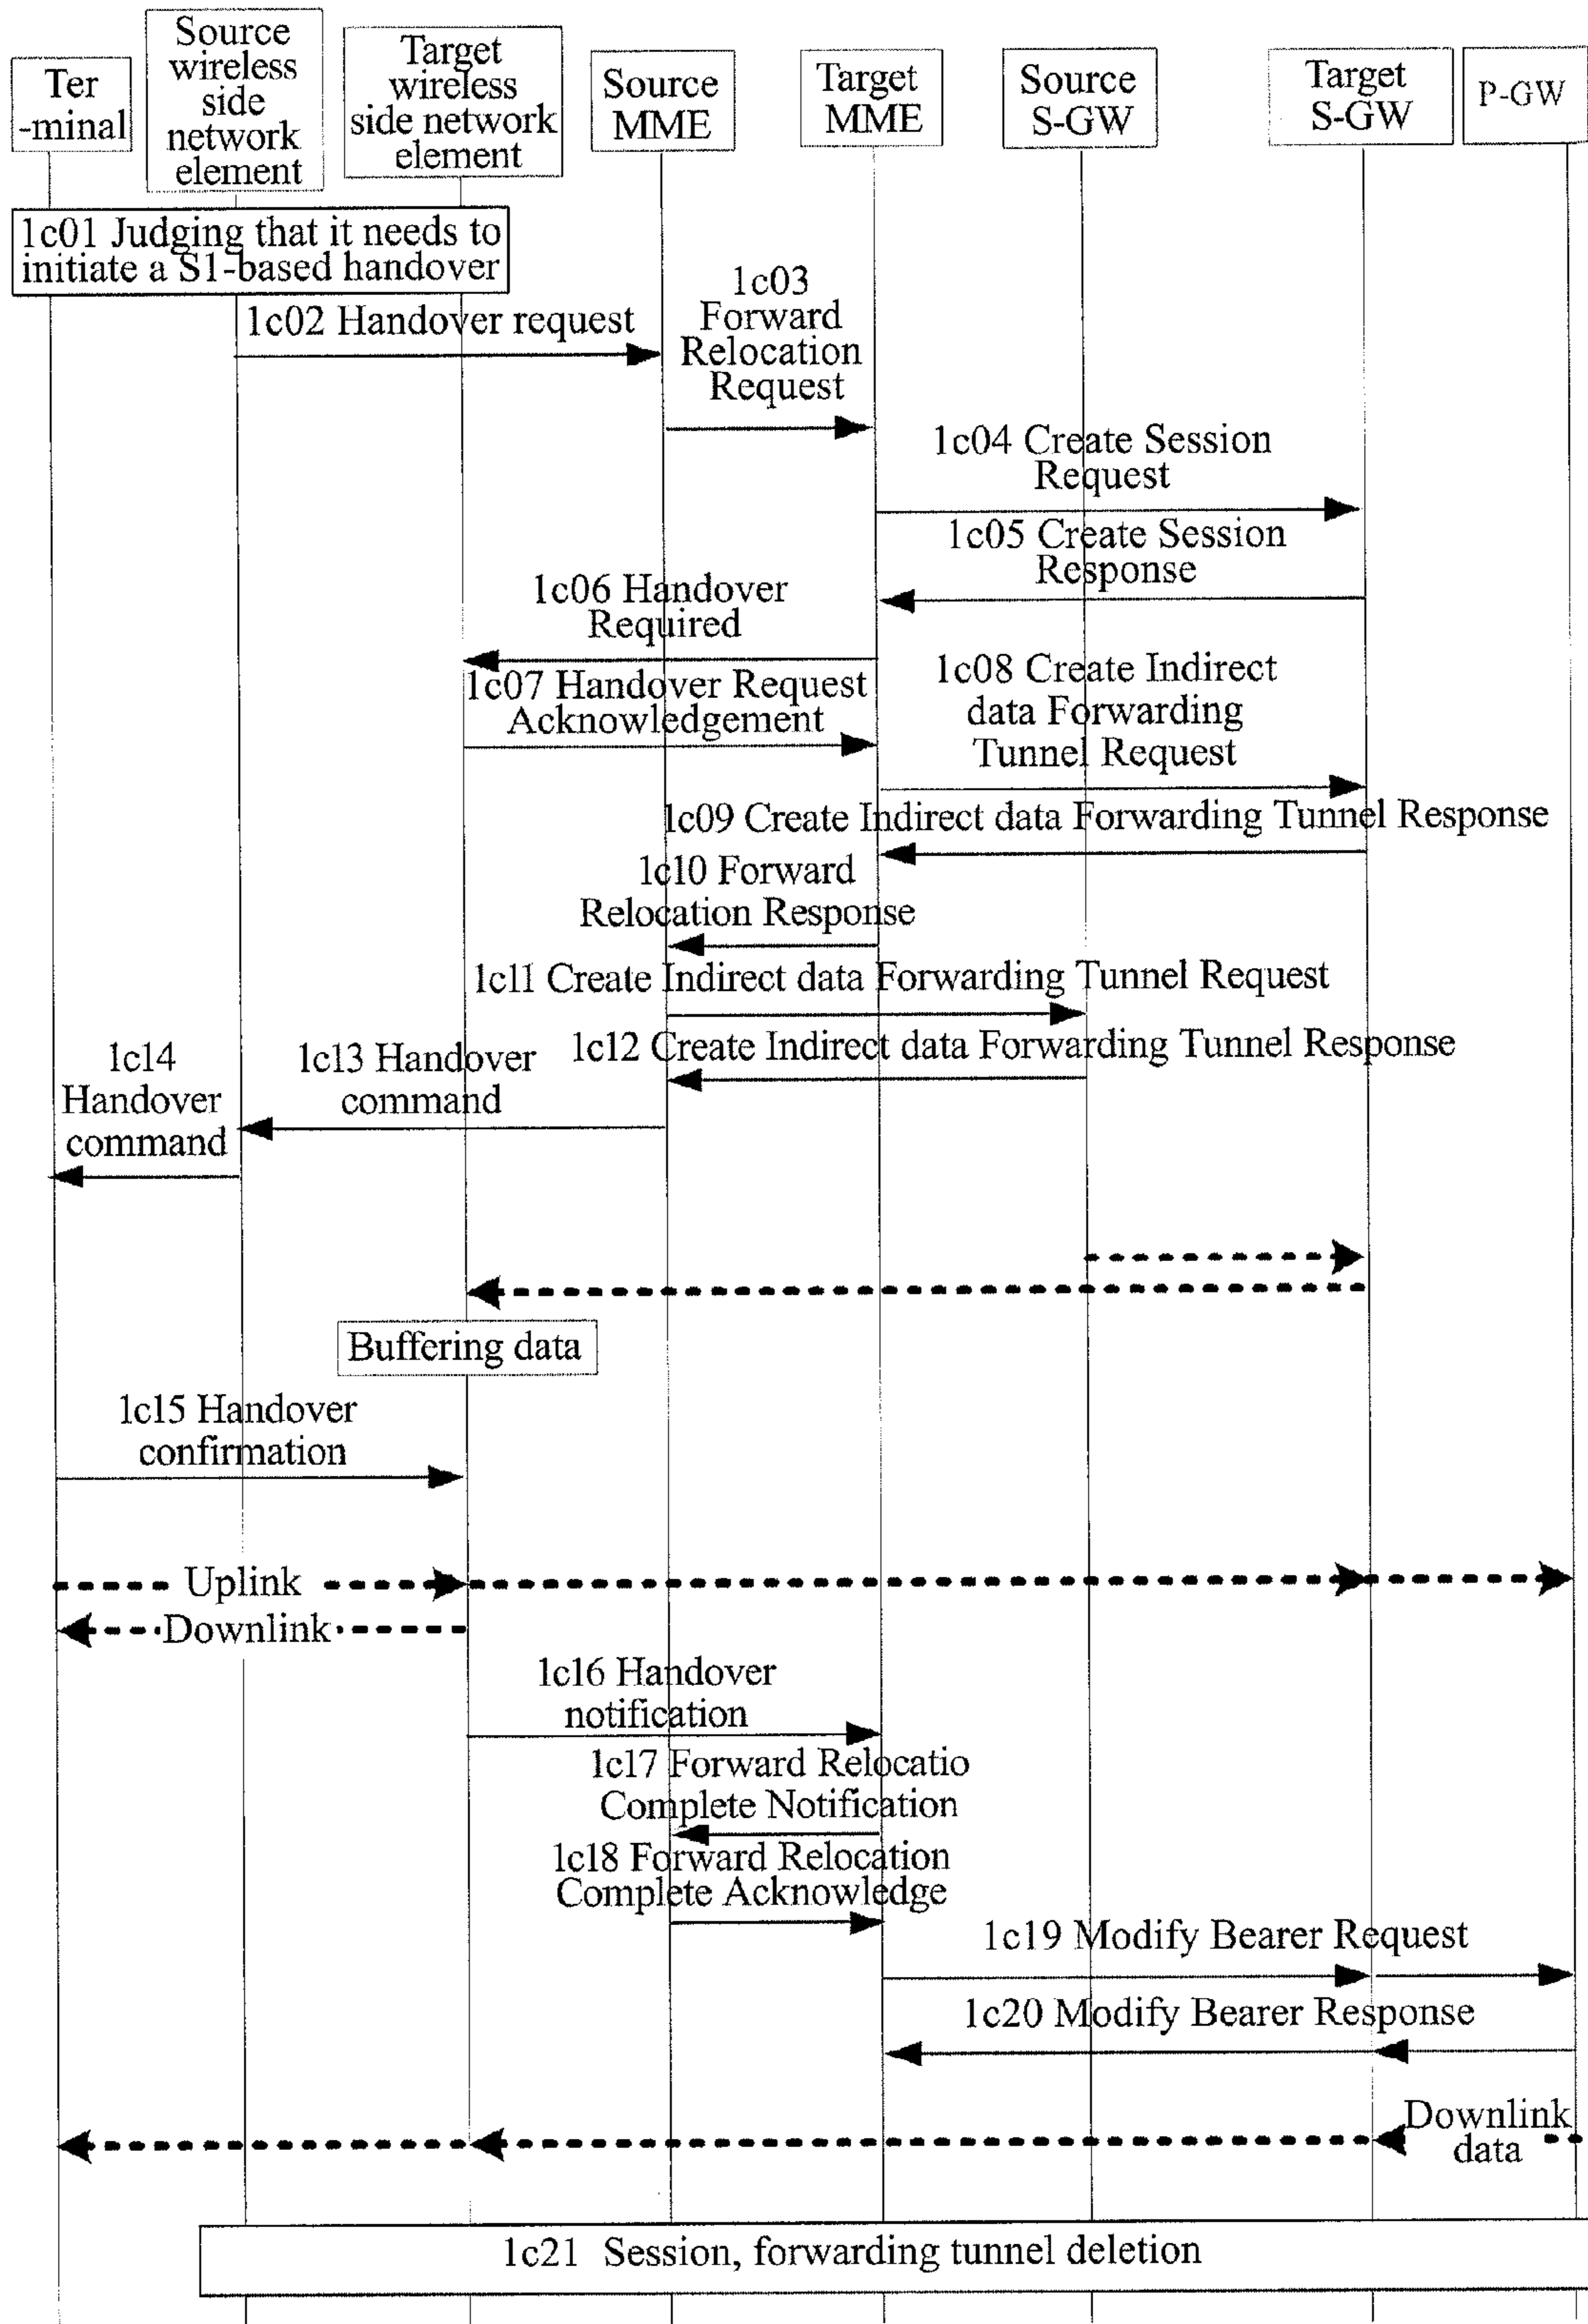 Ter
-minal
Source
wireless
side
network
element
Target
wireless
side network
element
Source
MME
Target
MME
Source
S-GW
Target
S-GW
P-GW
1c01 Judging that it needs to
initiate a S1-based handover
1c02 Handover request
1c03
Forward
Relocation
Request
1c04 Create Session
Request
1c05 Create Session
Response
1c06 Handover
Required
1c07 Handover Request
Acknowledgement
1c08 Create Indirect
data Forwarding
Tunnel Request
1c09 Create Indirect data Forwarding Tunnel Response
1c10 Forward
Relocation Response
1c11 Create Indirect data Forwarding Tunnel Request
1c12 Create Indirect data Forwarding Tunnel Response
1c13 Handover
command
1c14
Handover
command
Buffering data
1c15 Handover
confirmation
Uplink
Downlink
1c16 Handover
notification
1c17 Forward Relocatio
Complete Notification
1c18 Forward Relocation
Complete Acknowledge
1c19 Modify Bearer Request
1c20 Modify Bearer Response
Downlink
data
1c21 Session, forwarding tunnel deletion